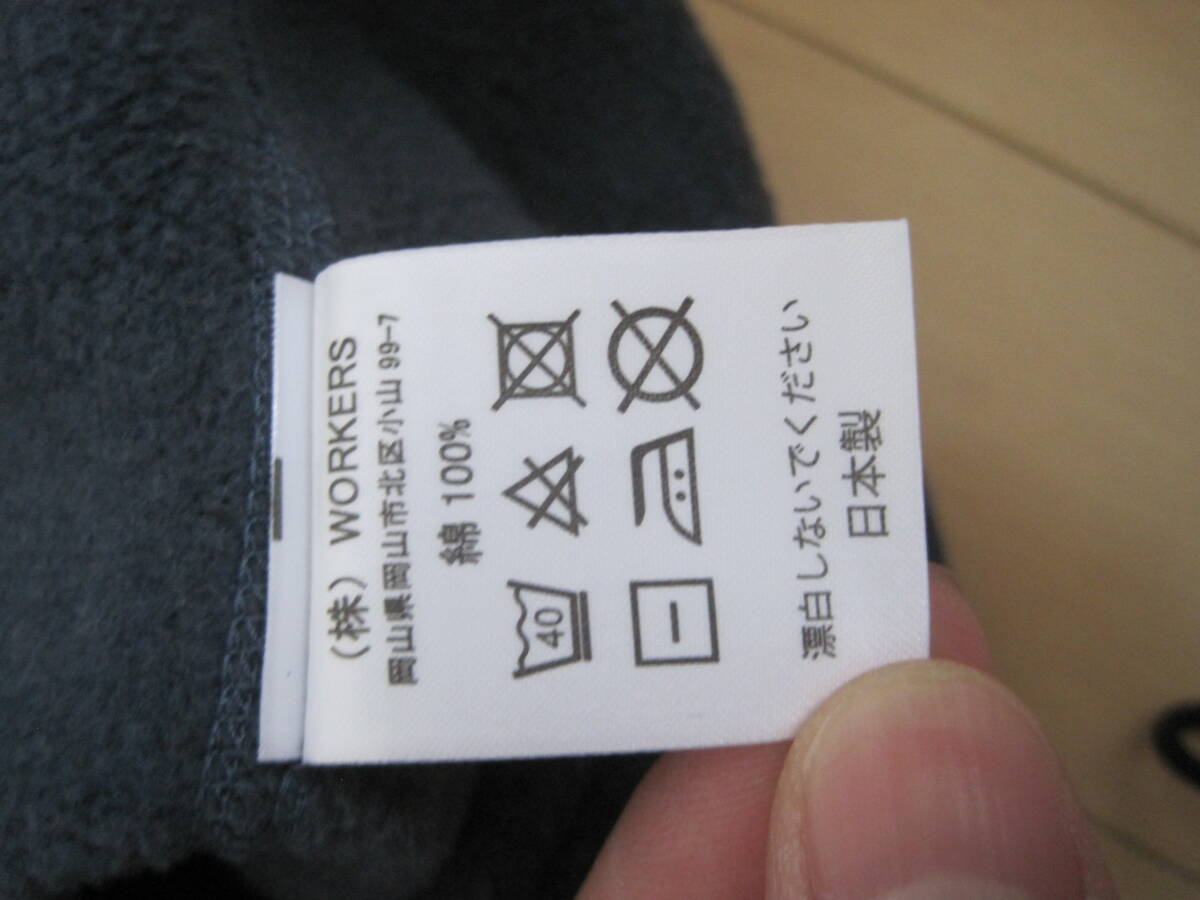 (株) WORKERS
岡山県岡山市北区小山 99-7
綿 100%
40
漂白しないでください
日本製